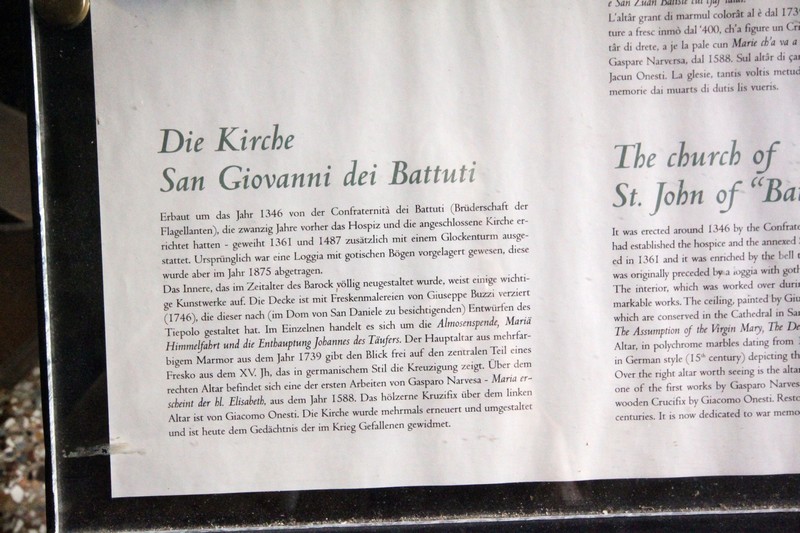 e San Zuan Batiste
L'altâr grant di marmul colorât al è dal 173
ture a fresc inmò dal '400, ch'a figure un Cri
târ di drete, a je la pale cun Marie ch'a va a
Gaspare Narversa, dal 1588. Sul altâr di ça
Jacun Onesti. La glesie, tantis voltis metud
memorie dai muarts di dutis lis vueris.
Die Kirche
San Giovanni dei Battuti
Erbaut um das Jahr 1346 von der Confraternità dei Battuti (Brüderschaft der
Flagellanten), die zwanzig Jahre vorher das Hospiz und die angeschlossene Kirche er-
richtet hatten - geweiht 1361 und 1487 zusätzlich mit einem Glockenturm ausge-
stattet. Ursprünglich war eine Loggia mit gotischen Bögen vorgelagert gewesen, diese
wurde aber im Jahr 1875 abgetragen.
Das Innere, das im Zeitalter des Barock völlig neugestaltet wurde, weist einige wichti-
ge Kunstwerke auf. Die Decke ist mit Freskenmalereien von Giuseppe Buzzi verziert
(1746), die dieser nach (im Dom von San Daniele zu besichtigenden) Entwürfen des
Tiepolo gestaltet hat. Im Einzelnen handelt es sich um die Almosenspende, Mariä
Himmelfahrt und die Enthauptung Johannes des Täufers. Der Hauptaltar aus mehrfar-
bigem Marmor aus dem Jahr 1739 gibt den Blick frei auf den zentralen Teil eines
Fresko aus dem XV. Jh, das in germanischem Stil die Kreuzigung zeigt. Über dem
rechten Altar befindet sich eine der ersten Arbeiten von Gasparo Narvesa - Maria er-
scheint der hl. Elisabeth, aus dem Jahr 1588. Das hölzerne Kruzifix über dem linken
Altar ist von Giacomo Onesti. Die Kirche wurde mehrmals erneuert und umgestaltet
und ist heute dem Gedächtnis der im Krieg Gefallenen gewidmet.
The church of
St. John of “Ba
It was erected around 1346 by the Confrat
had established the hospice and the annexed
ed in 1361 and it was enriched by the bell t
was originally preceded by a loggia with goth
The interior, which was worked over duri
markable works. The ceiling, painted by Giu
which are conserved in the Cathedral in Sa
The Assumption of the Virgin Mary, The De
Altar, in polychrome marbles dating from
in German style (15th century) depicting th
Over the right altar worth seeing is the altar
one of the first works by Gasparo Narves
wooden Crucifix by Giacomo Onesti. Resto
centuries. It is now dedicated to war memo